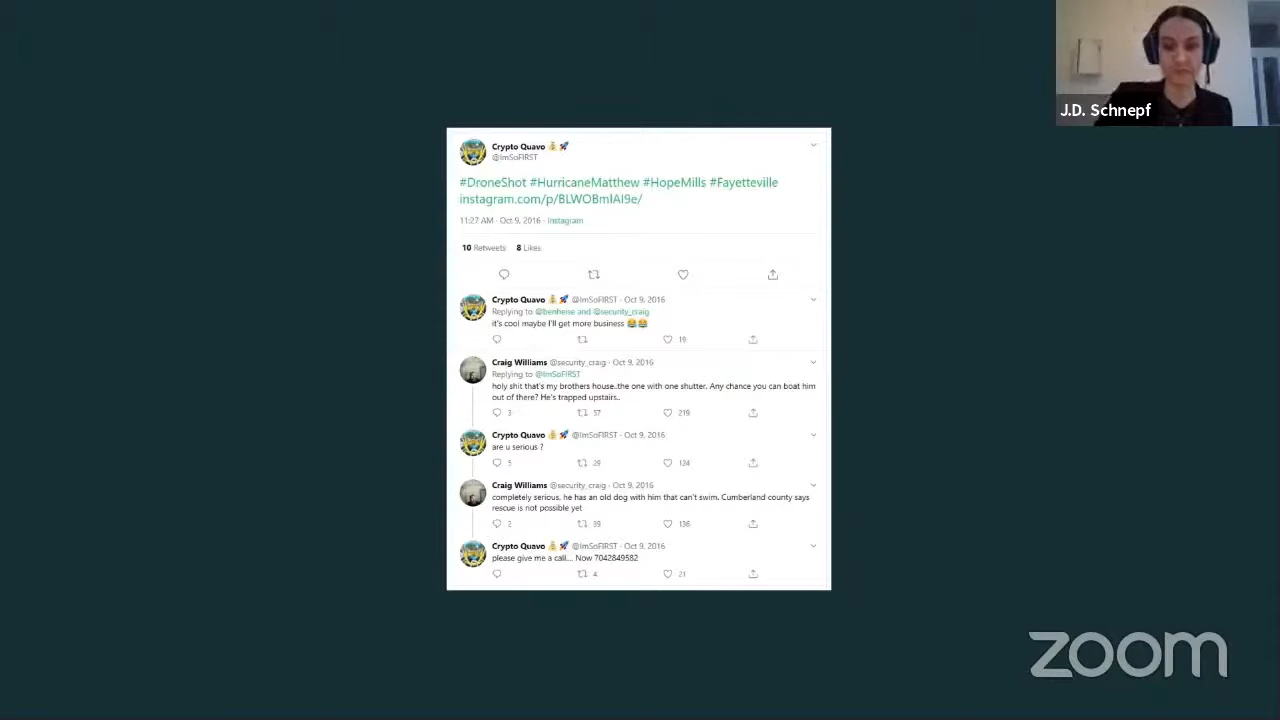 J.D. Schnepf
Crypto Quavo
@ImSoFIRST
#DroneShot #HurricaneMatthew #HopeMills #Fayetteville
instagram.com/p/BLWOBmIAI9e/
11:27 AM · Oct 9, 2016 · Instagram
10 Retweets 8 Likes
Crypto Quavo @ImSoFIRST · Oct 9, 2016
Replying to @benheise and @security_craig
it's cool maybe I'll get more business
19
Craig Williams @security_craig · Oct 9, 2016
Replying to @ImSoFIRST
holy shit that's my brothers house..the one with one shutter. Any chance you can boat him
out of there? He's trapped upstairs..
3 57 219
Crypto Quavo @ImSoFIRST · Oct 9, 2016
are u serious ?
5 29 124
Craig Williams @security_craig · Oct 9, 2016
completely serious, he has an old dog with him that can't swim. Cumberland county says
rescue is not possible yet
2 39 136
Crypto Quavo @ImSoFIRST · Oct 9, 2016
please give me a call.... Now 7042849582
4 21
zoom